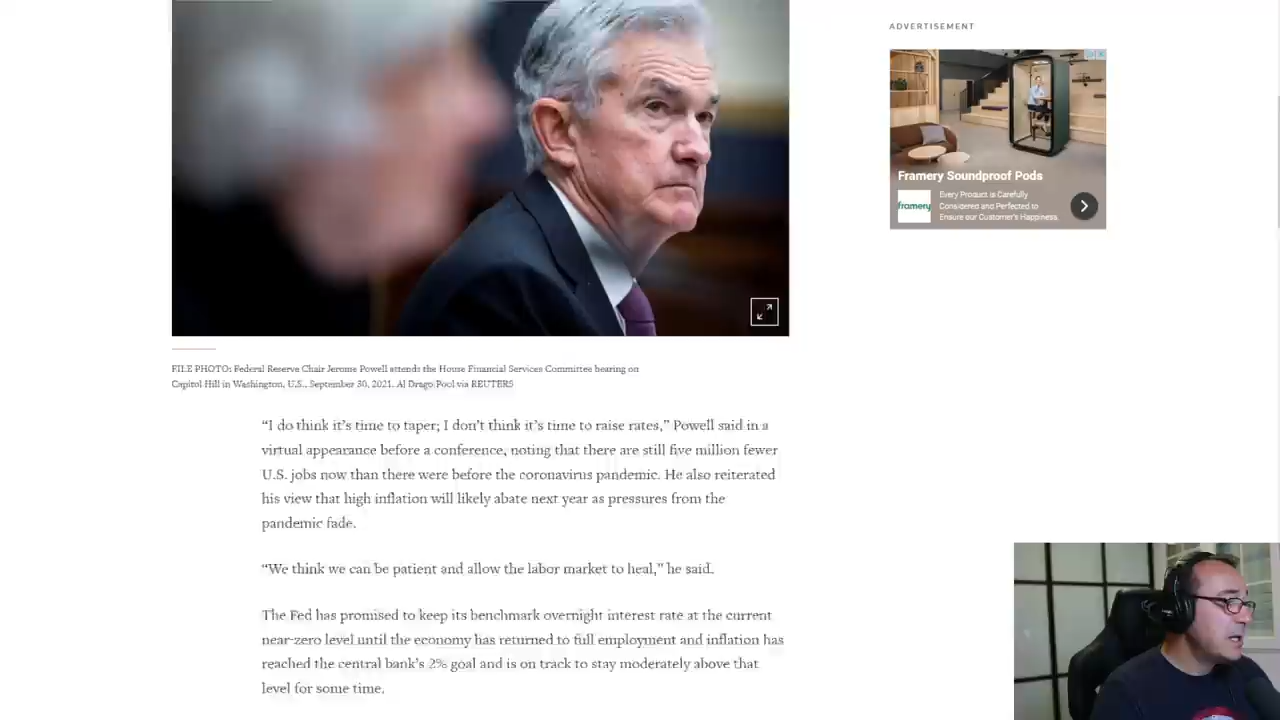 ADVERTISEMENT
Framery Soundproof Pods
framery
Every Product is Carefully
Considered and Perfected to
Ensure our Customer's Happiness.
FILE PHOTO: Federal Reserve Chair Jerome Powell attends the House Financial Services Committee hearing on
Capitol Hill in Washington, U.S., September 30, 2021. Al Drago/Pool via REUTERS
“I do think it’s time to taper; I don’t think it’s time to raise rates,” Powell said in a
virtual appearance before a conference, noting that there are still five million fewer
U.S. jobs now than there were before the coronavirus pandemic. He also reiterated
his view that high inflation will likely abate next year as pressures from the
pandemic fade.
“We think we can be patient and allow the labor market to heal,” he said.
The Fed has promised to keep its benchmark overnight interest rate at the current
near-zero level until the economy has returned to full employment and inflation has
reached the central bank’s 2% goal and is on track to stay moderately above that
level for some time.